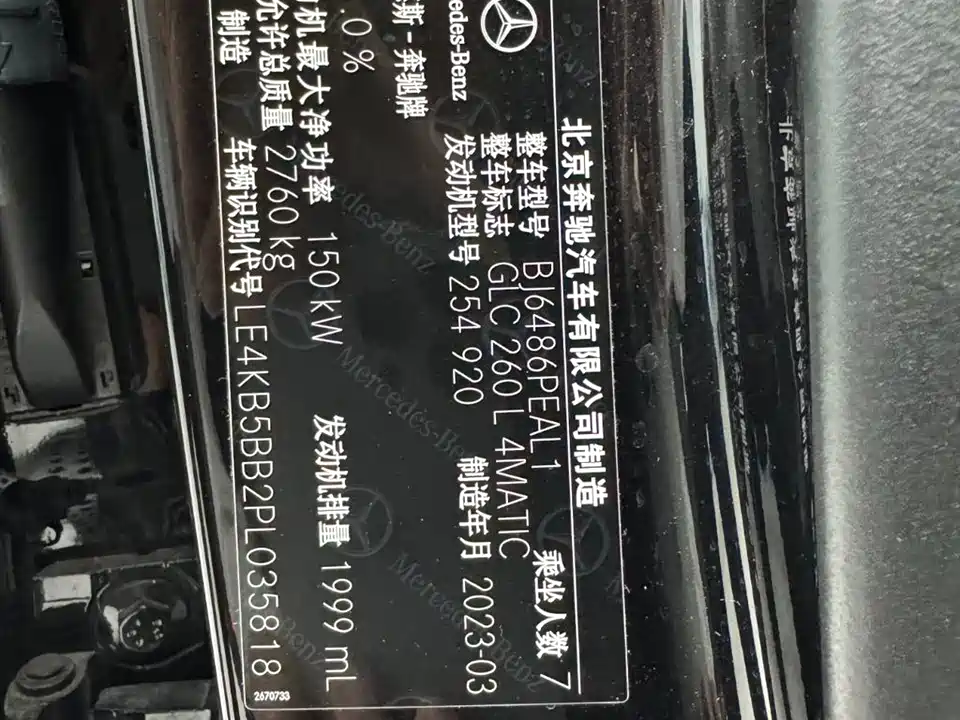 北京奔驰汽车有限公司制造
整车型号 BJ6486PEAL1 乘坐人数 7
Mercedes-Benz 整车标志 GLC 260 L 4MATIC
斯-奔驰牌 发动机型号 254 920 制造年月 2023-03
.0 %
机最大净功率 150 kW 发动机排量 1999 mL
允许总质量 2760kg
制造 车辆识别代号 LE4KB5BB2PL035818
2670733